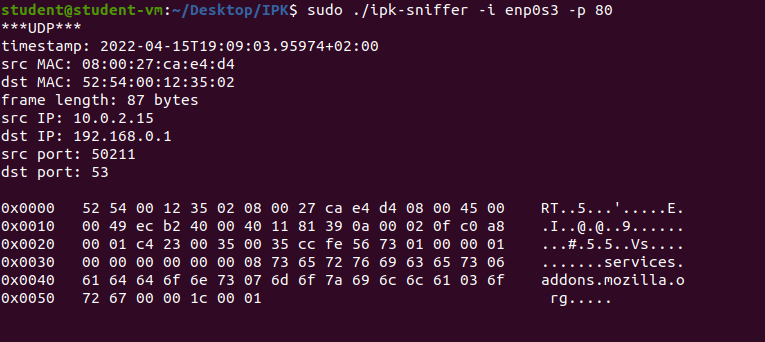 student@student-vm:~/Desktop/IPK$ sudo ./ipk-sniffer -i enp0s3 -p 80
***UDP***
timestamp: 2022-04-15T19:09:03.95974+02:00
src MAC: 08:00:27:ca:e4:d4
dst MAC: 52:54:00:12:35:02
frame length: 87 bytes
src IP: 10.0.2.15
dst IP: 192.168.0.1
src port: 50211
dst port: 53
0x0000 52 54 00 12 35 02 08 00 27 ca e4 d4 08 00 45 00 RT..5...'.....E.
0x0010 00 49 ec b2 40 00 40 11 81 39 0a 00 02 0f c0 a8 .I..@.@..9......
0x0020 00 01 c4 23 00 35 00 35 cc fe 56 73 01 00 00 01 ...#.5.5..Vs....
0x0030 00 00 00 00 00 00 08 73 65 72 76 69 63 65 73 06 .......services.
0x0040 61 64 64 6f 6e 73 07 6d 6f 7a 69 6c 6c 61 03 6f addons.mozilla.o
0x0050 72 67 00 00 1c 00 01 rg.....